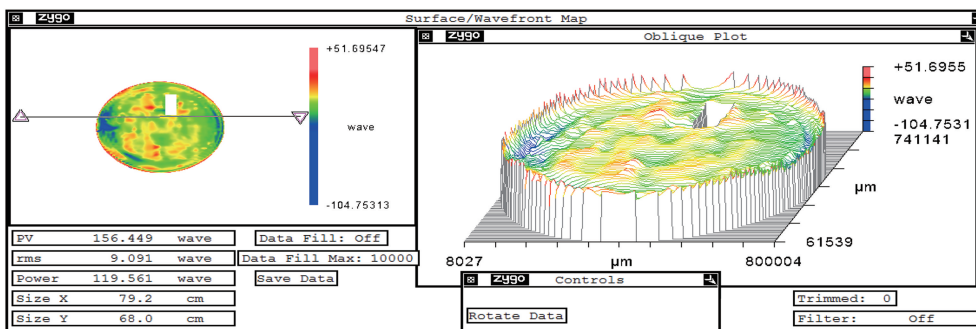 zygo Surface/Wavefront Map
+51.69547
wave
-104.75313
zygo Oblique Plot
+51.6955
wave
-104.7531
741141
µm
61539
8027 µm 800004
PV 156.449 wave
rms 9.091 wave
Power 119.561 wave
Size X 79.2 cm
Size Y 68.0 cm
Data Fill: Off
Data Fill Max: 10000
Save Data
zygo Controls
Rotate Data
Trimmed: 0
Filter: Off